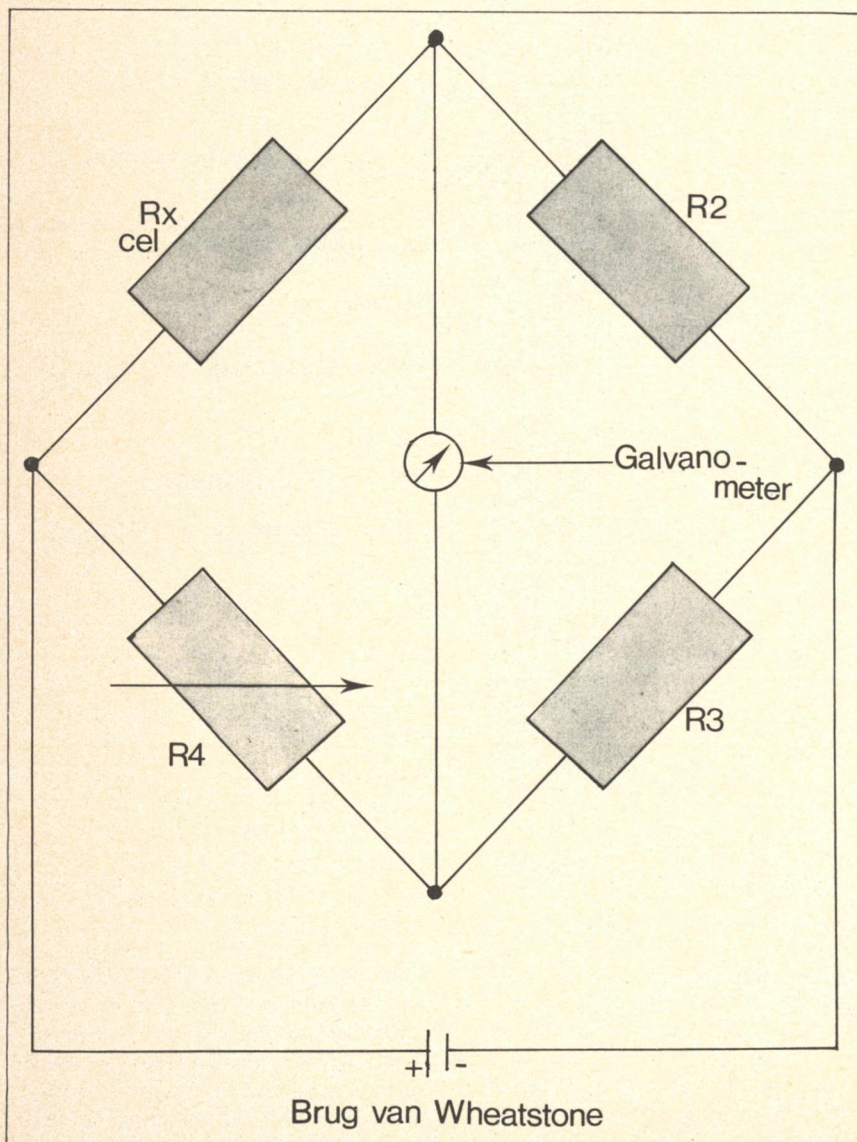 Rx
cel
R2
Galvano-
meter
R4
R3
+ -
Brug van Wheatstone